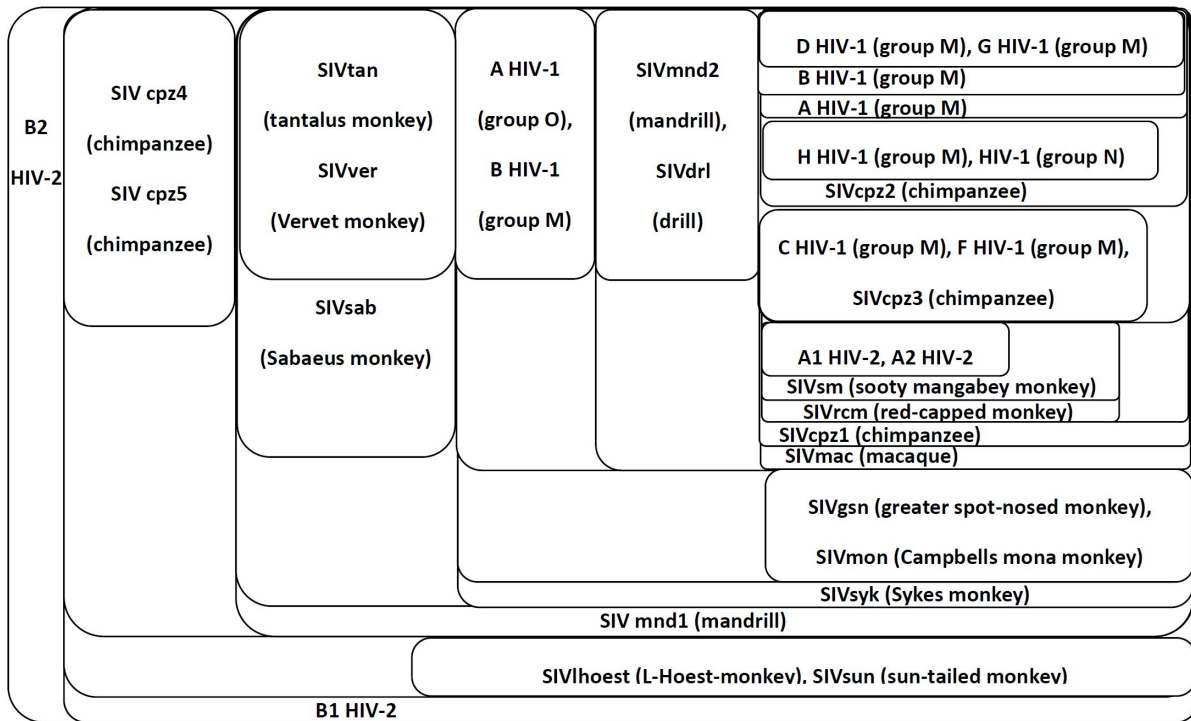 B2
HIV-2
SIV cpz4
(chimpanzee)
SIV cpz5
(chimpanzee)
SIVtan
(tantalus monkey)
SIVver
(Vervet monkey)
SIVsab
(Sabaeus monkey)
A HIV-1
(group O),
B HIV-1
(group M)
SIVmnd2
(mandrill),
SIVdrl
(drill)
D HIV-1 (group M), G HIV-1 (group M)
B HIV-1 (group M)
A HIV-1 (group M)
H HIV-1 (group M), HIV-1 (group N)
SIVcpz2 (chimpanzee)
C HIV-1 (group M), F HIV-1 (group M),
SIVcpz3 (chimpanzee)
A1 HIV-2, A2 HIV-2
SIVsm (sooty mangabey monkey)
SIVrcm (red-capped monkey)
SIVcpz1 (chimpanzee)
SIVmac (macaque)
SIVgsn (greater spot-nosed monkey),
SIVmon (Campbells mona monkey)
SIVsyk (Sykes monkey)
SIV mnd1 (mandrill)
SIVlhoest (L-Hoest-monkey), SIVsun (sun-tailed monkey)
B1 HIV-2